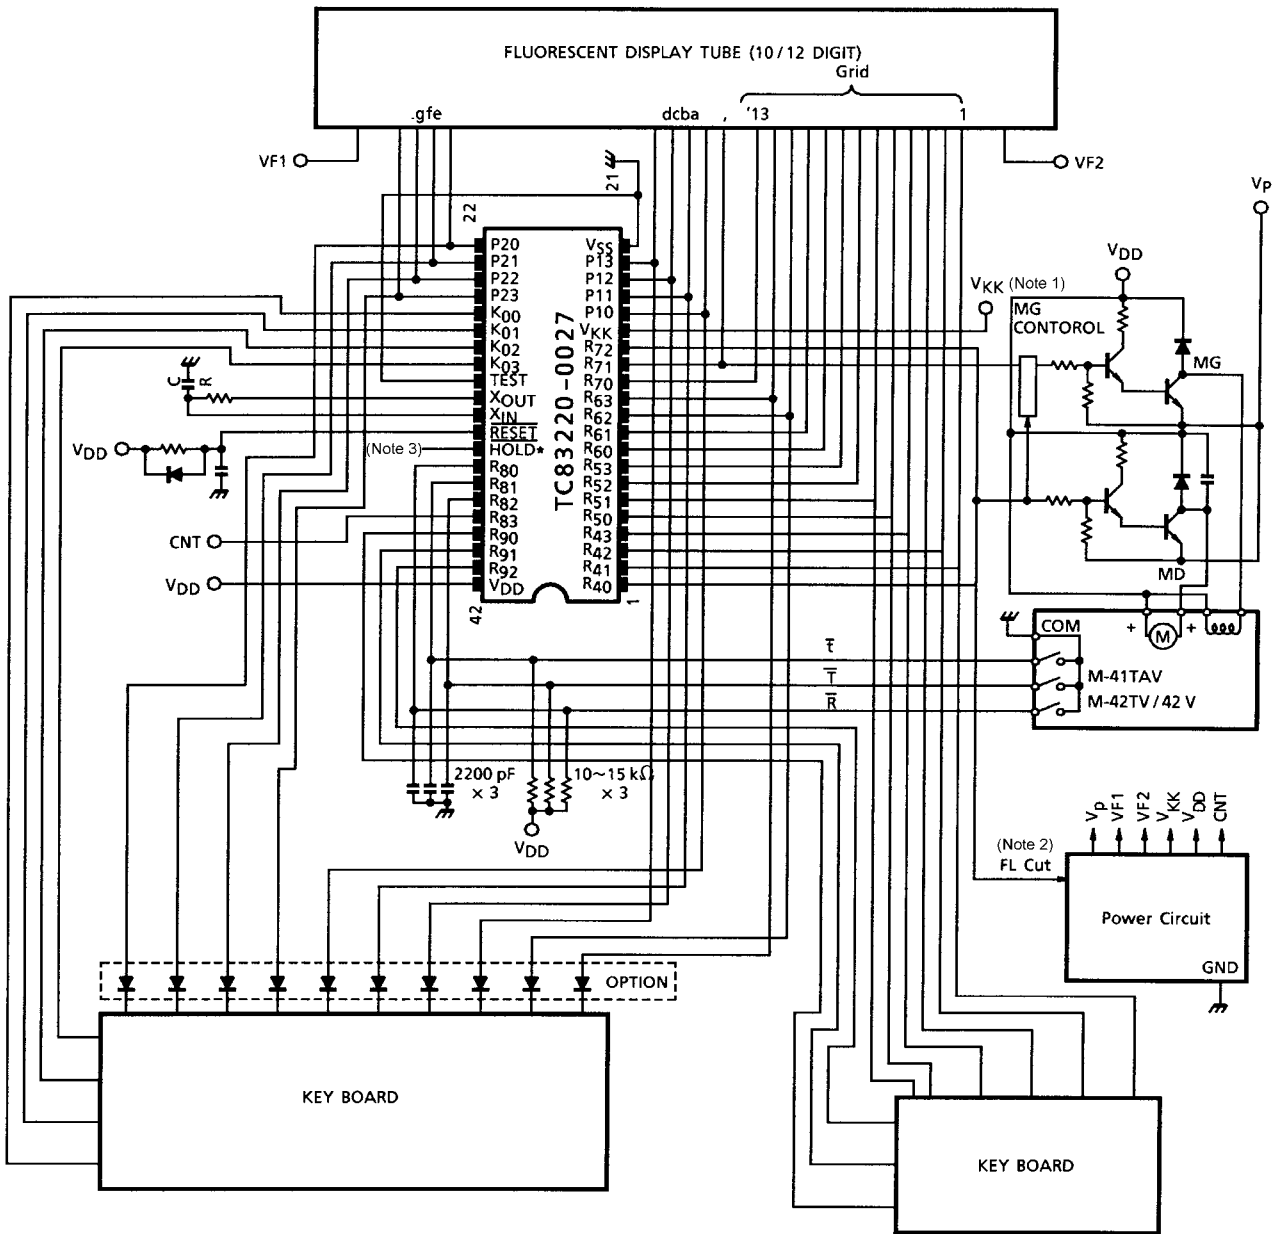 FLUORESCENT DISPLAY TUBE (10/12 DIGIT)
Grid
.gfe
dcba , '13 1
VF1
VF2
21
22
Vp
VDD
VKK (Note 1)
MG
CONTOROL
MG
MD
P20
P21
P22
P23
K00
K01
K02
K03
TEST
XOUT
XIN
RESET
HOLD*
R80
R81
R82
R83
R90
R91
R92
VDD
TC83220-0027
VSS
P13
P12
P11
P10
VKK
R72
R71
R70
R63
R62
R61
R60
R53
R52
R51
R50
R43
R42
R41
R40
C R
VDD
(Note 3)
CNT
VDD
42
1
t̅
T̅
R̅
COM
+ M +
M-41TAV
M-42TV / 42 V
2200 pF
× 3
10~15 kΩ
× 3
VDD
Vp
VF1
VF2
VKK
VDD
CNT
(Note 2)
FL Cut
Power Circuit
GND
OPTION
KEY BOARD
KEY BOARD